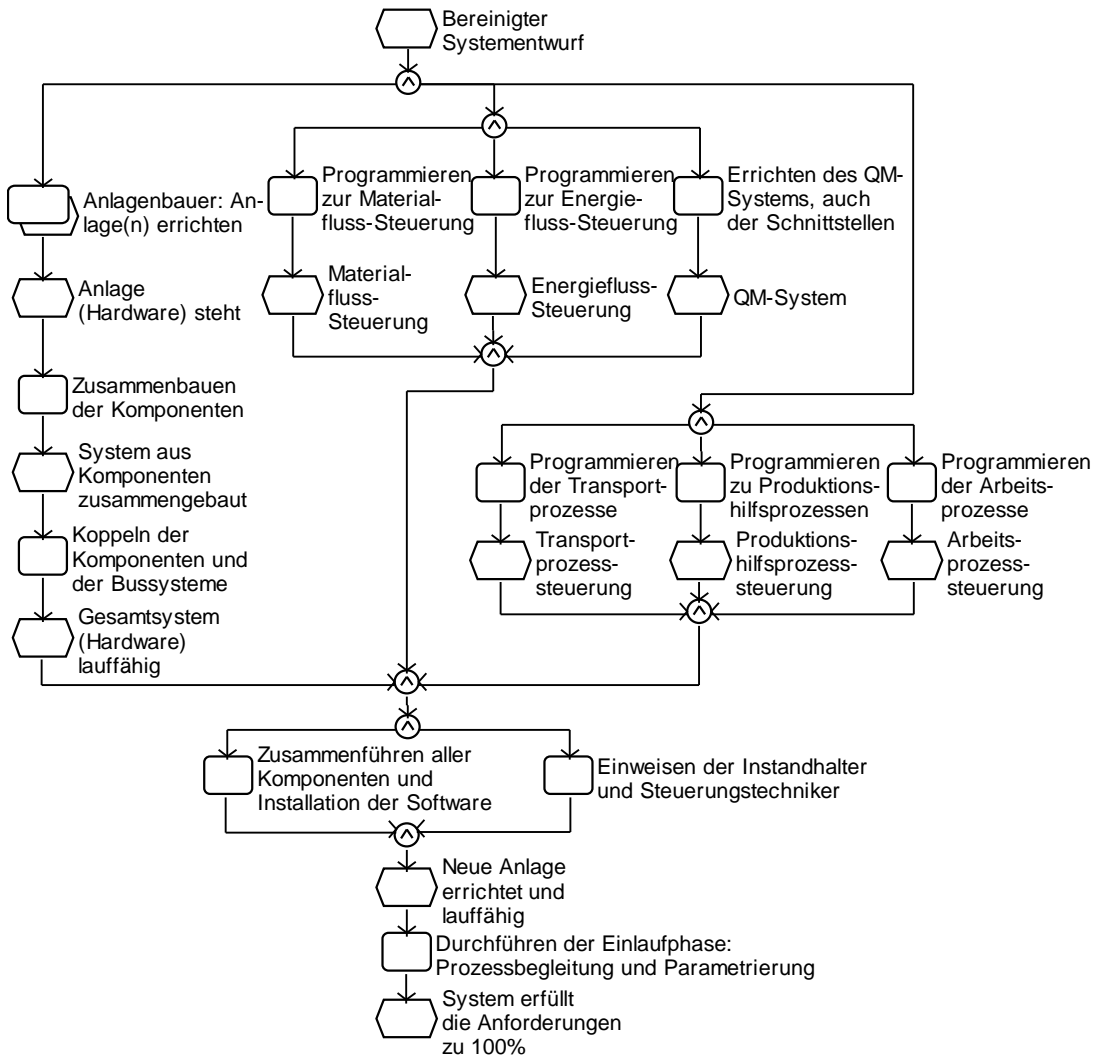 Bereinigter
Systementwurf
Anlagenbauer: An-
lage(n) errichten
Programmieren
zur Material-
fluss-Steuerung
Programmieren
zur Energie-
fluss-Steuerung
Errichten des QM-
Systems, auch
der Schnittstellen
Anlage
(Hardware) steht
Material-
fluss-
Steuerung
Energiefluss-
Steuerung
QM-System
Zusammenbauen
der Komponenten
System aus
Komponenten
zusammengebaut
Koppeln der
Komponenten und
der Bussysteme
Gesamtsystem
(Hardware)
lauffähig
Programmieren
der Transport-
prozesse
Programmieren
zu Produktions-
hilfsprozessen
Programmieren
der Arbeits-
prozesse
Transport-
prozess-
steuerung
Produktions-
hilfsprozess-
steuerung
Arbeits-
prozess-
steuerung
Zusammenführen aller
Komponenten und
Installation der Software
Einweisen der Instandhalter
und Steuerungstechniker
Neue Anlage
errichtet und
lauffähig
Durchführen der Einlaufphase:
Prozessbegleitung und Parametrierung
System erfüllt
die Anforderungen
zu 100%